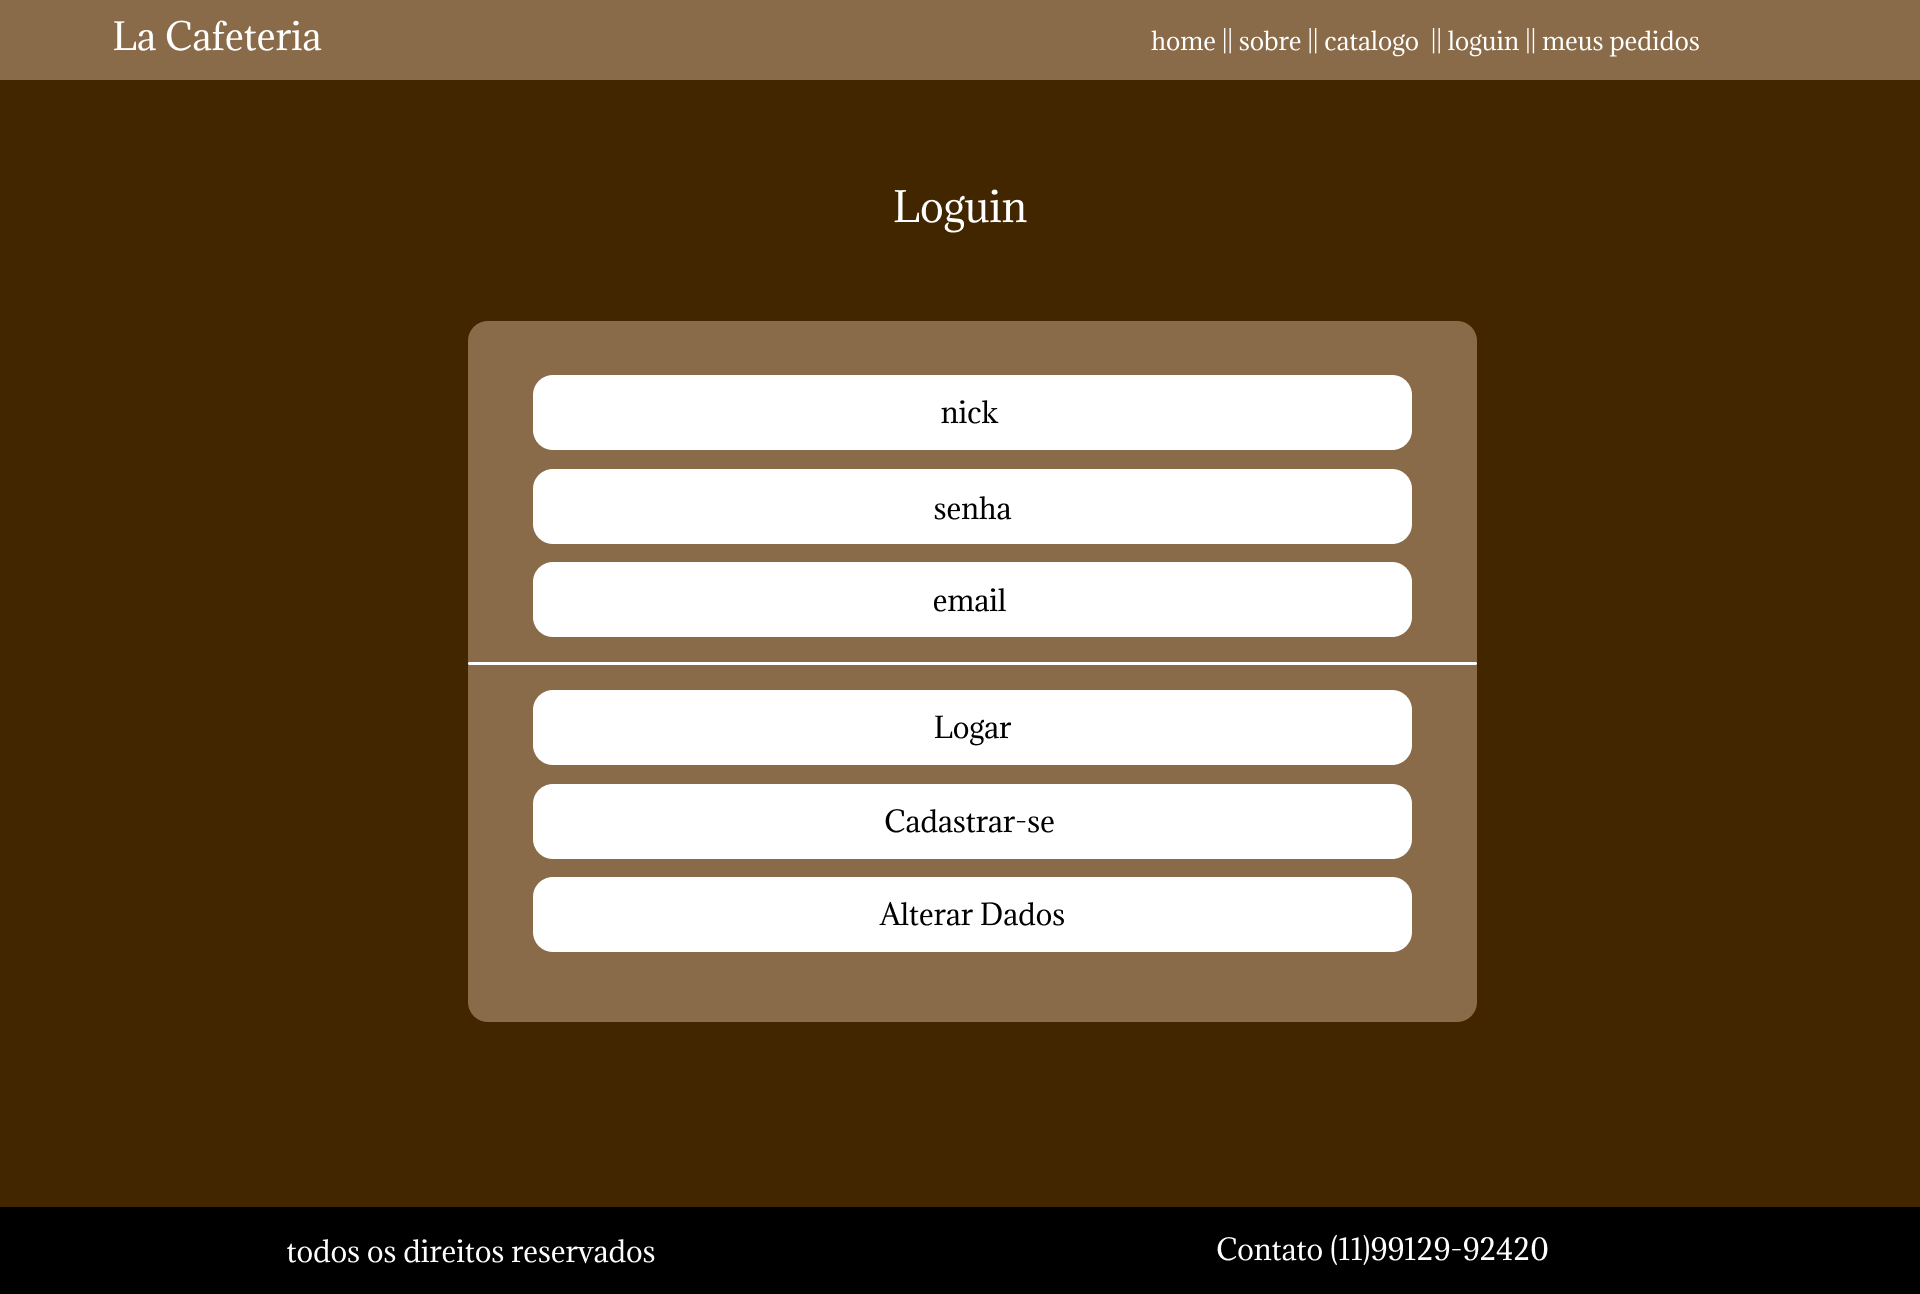 La Cafeteria
home || sobre || catalogo || loguin || meus pedidos
Loguin
nick
senha
email
Logar
Cadastrar-se
Alterar Dados
todos os direitos reservados
Contato (11)99129-92420